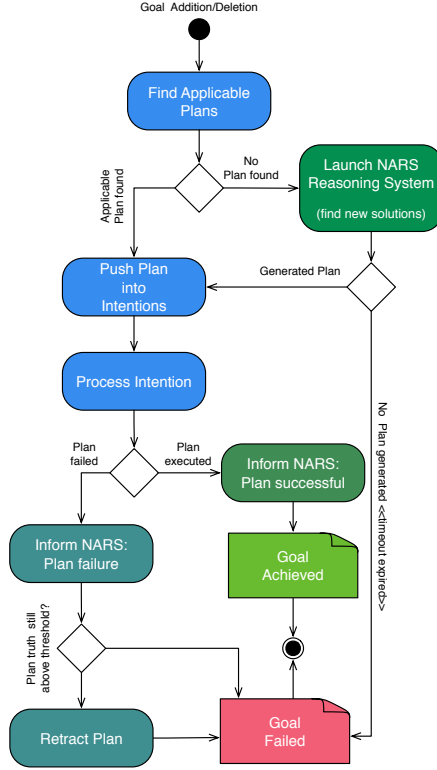 Goal Addition/Deletion
Find Applicable
Plans
No
Plan found
Applicable
Plan found
Launch NARS
Reasoning System
(find new solutions)
Push Plan
into
Intentions
Generated Plan
Process Intention
Plan
failed
Plan
executed
Inform NARS:
Plan successful
No Plan generated <<timeout expired>>
Inform NARS:
Plan failure
Goal
Achieved
Plan truth still
above threshold?
Retract Plan
Goal
Failed